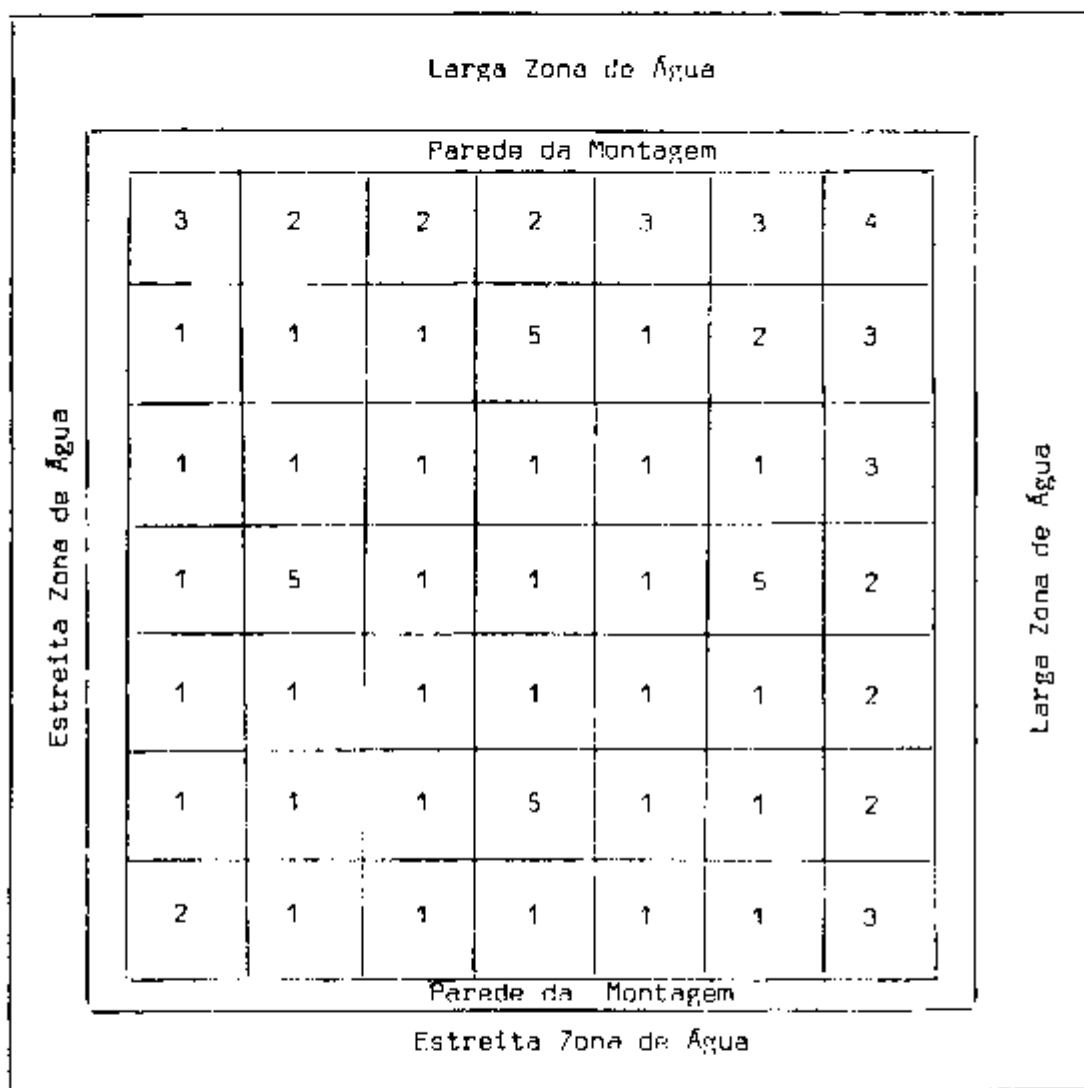 Larga Zona de Água
Parede da Montagem
3 2 2 2 3 3 4
1 1 1 5 1 2 3
1 1 1 1 1 1 3
1 5 1 1 1 5 2
1 1 1 1 1 1 2
1 1 1 5 1 1 2
2 1 1 1 1 1 3
Parede da Montagem
Estreita Zona de Água
Estreita Zona de Água
Larga Zona de Água